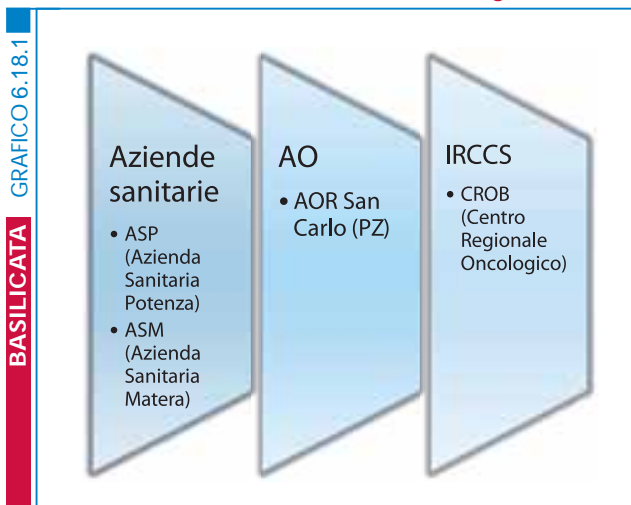 GRAFICO 6.18.1
BASILICATA
Aziende
sanitarie
• ASP
(Azienda
Sanitaria
Potenza)
• ASM
(Azienda
Sanitaria
Matera)
AO
• AOR San
Carlo (PZ)
IRCCS
• CROB
(Centro
Regionale
Oncologico)